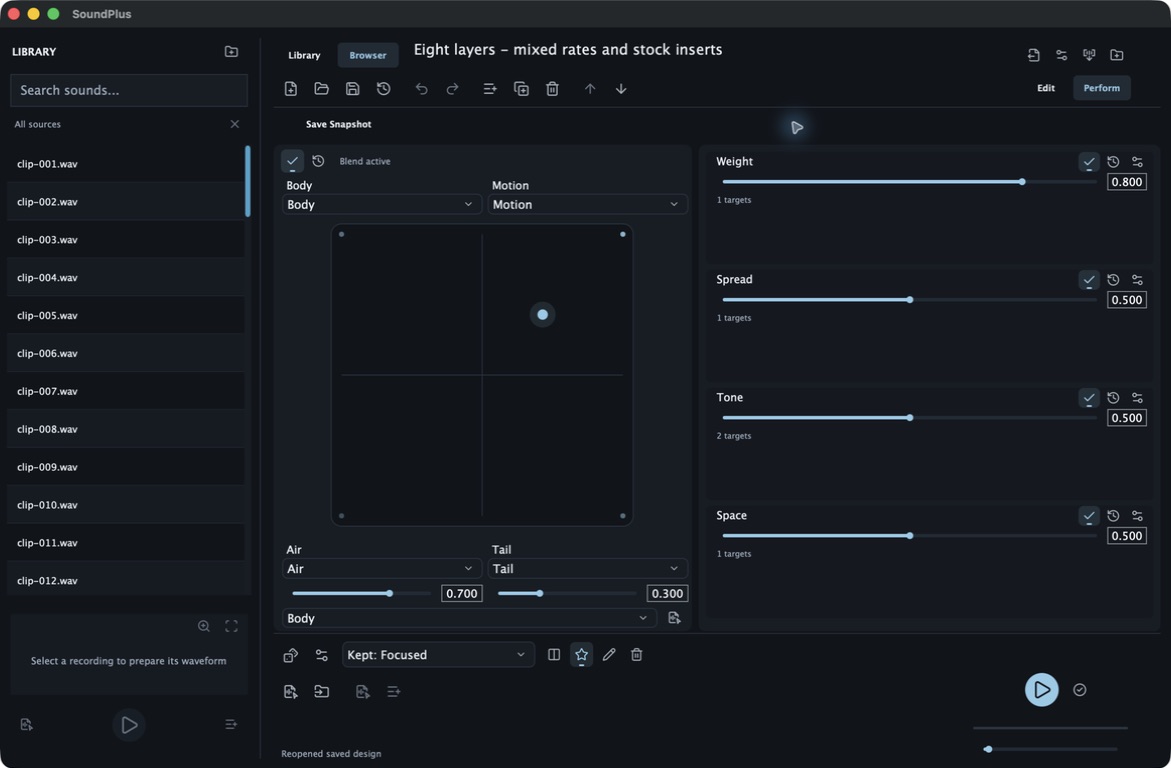 SoundPlus
LIBRARY
Search sounds...
All sources
clip-001.wav
clip-002.wav
clip-003.wav
clip-004.wav
clip-005.wav
clip-006.wav
clip-007.wav
clip-008.wav
clip-009.wav
clip-010.wav
clip-011.wav
clip-012.wav
Select a recording to prepare its waveform
Library
Browser
Eight layers – mixed rates and stock inserts
Edit
Perform
Save Snapshot
Blend active
Body
Motion
Body
Motion
Air
Tail
Air
Tail
0.700
0.300
Body
Weight
0.800
1 targets
Spread
0.500
1 targets
Tone
0.500
2 targets
Space
0.500
1 targets
Kept: Focused
Reopened saved design